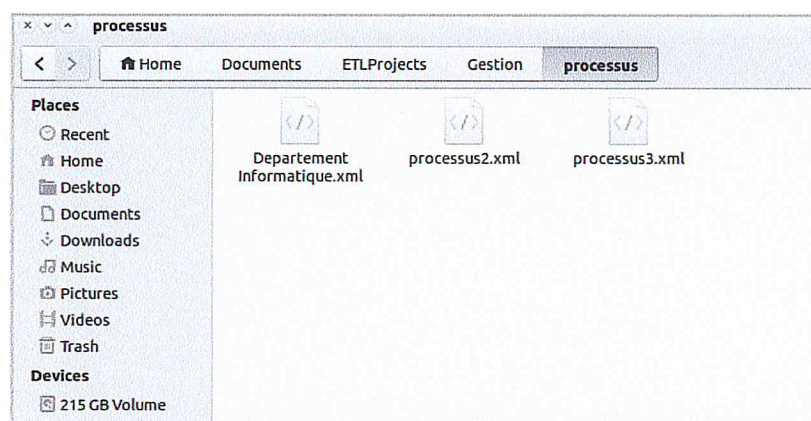 processus
Home Documents ETLProjects Gestion processus
Places
Recent
Home
Desktop
Documents
Downloads
Music
Pictures
Videos
Trash
Devices
215 GB Volume
Departement
Informatique.xml
processus2.xml
processus3.xml